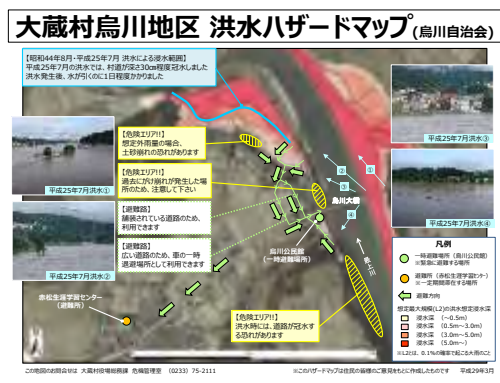 大蔵村烏川地区 洪水ハザードマップ(烏川自治会)
【昭和44年8月・平成25年7月 洪水による浸水範囲】
平成25年7月の洪水では、村道が深さ30cm程度冠水しました
洪水発生後、水が引くのに1日程度かかりました
平成25年7月洪水③
【危険エリア!!】
想定外雨量の場合、
土砂崩れの恐れがあります
平成25年7月洪水①
【危険エリア!!】
過去にがけ崩れが発生した場
所のため、注意して下さい
②
①
③
烏川大橋
④
平成25年7月洪水④
【避難路】
舗装されている道路のため、
利用できます
【避難路】
広い道路のため、車の一時
退避場所として利用できます
烏川公民館
(一時避難場所)
最上川
平成25年7月洪水②
赤松生涯学習センター
(避難所)
【危険エリア!!】
洪水時には、道路が冠水す
る恐れがあります
凡例
一時避難場所(烏川公民館)
※緊急に避難する場所
避難所(赤松生涯学習センター)
※一定期間滞在する場所
避難方向
想定最大規模(L2)の洪水想定浸水深
浸水深 (~0.5m)
浸水深 (0.5m~3.0m)
浸水深 (3.0m~5.0m)
浸水深 (5.0m~)
※L2とは、0.1%の確率で起こる大雨のこと
この地図のお問合せは 大蔵村役場総務課 危機管理室 (0233)75-2111
※このハザードマップは住民の皆様のご意見をもとに作成したものです 平成29年3月